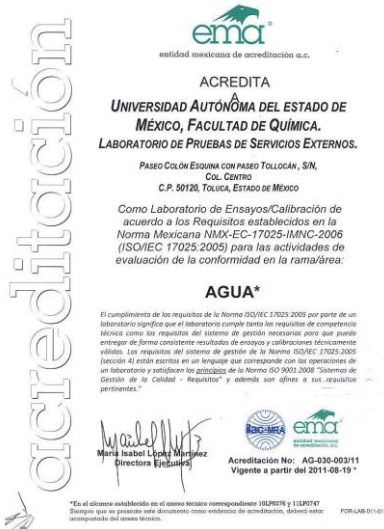 ema
entidad mexicana de acreditación a.c.
acreditación
ACREDITA
A
UNIVERSIDAD AUTÓNOMA DEL ESTADO DE
MÉXICO, FACULTAD DE QUÍMICA.
LABORATORIO DE PRUEBAS DE SERVICIOS EXTERNOS.
PASEO COLÓN ESQUINA CON PASEO TOLLOCAN, S/N,
COL. CENTRO
C.P. 50120, TOLUCA, ESTADO DE MÉXICO
Como Laboratorio de Ensayos/Calibración de
acuerdo a los Requisitos establecidos en la
Norma Mexicana NMX-EC-17025-IMNC-2006
(ISO/IEC 17025:2005) para las actividades de
evaluación de la conformidad en la rama/área:
AGUA*
El cumplimiento de los requisitos de la Norma ISO/IEC 17025:2005 por parte de un
laboratorio significa que el laboratorio cumple tanto los requisitos de competencia
técnica como los requisitos del sistema de gestión necesarios para que pueda
entregar de forma consistente resultados de ensayos y calibraciones técnicamente
válidos. Los requisitos del sistema de gestión de la Norma ISO/IEC 17025:2005
(sección 4) están escritos en un lenguaje que corresponde con las operaciones de
un laboratorio y satisfacen los principios de la Norma ISO 9001:2008 "Sistemas de
Gestión de la Calidad - Requisitos" y además son afines a sus requisitos
pertinentes."
María Isabel López Martínez
Directora Ejecutiva
ilac-MRA
ema
entidad mexicana
de acreditación a.c.
Acreditación No: AG-030-003/11
Vigente a partir del 2011-08-19 *
*En el alcance establecido en el anexo técnico correspondiente 10LP0376 y 11LP0747
Siempre que se presente este documento como evidencia de acreditación, deberá estar
acompañado del anexo técnico.
FOR-LAB-011-01